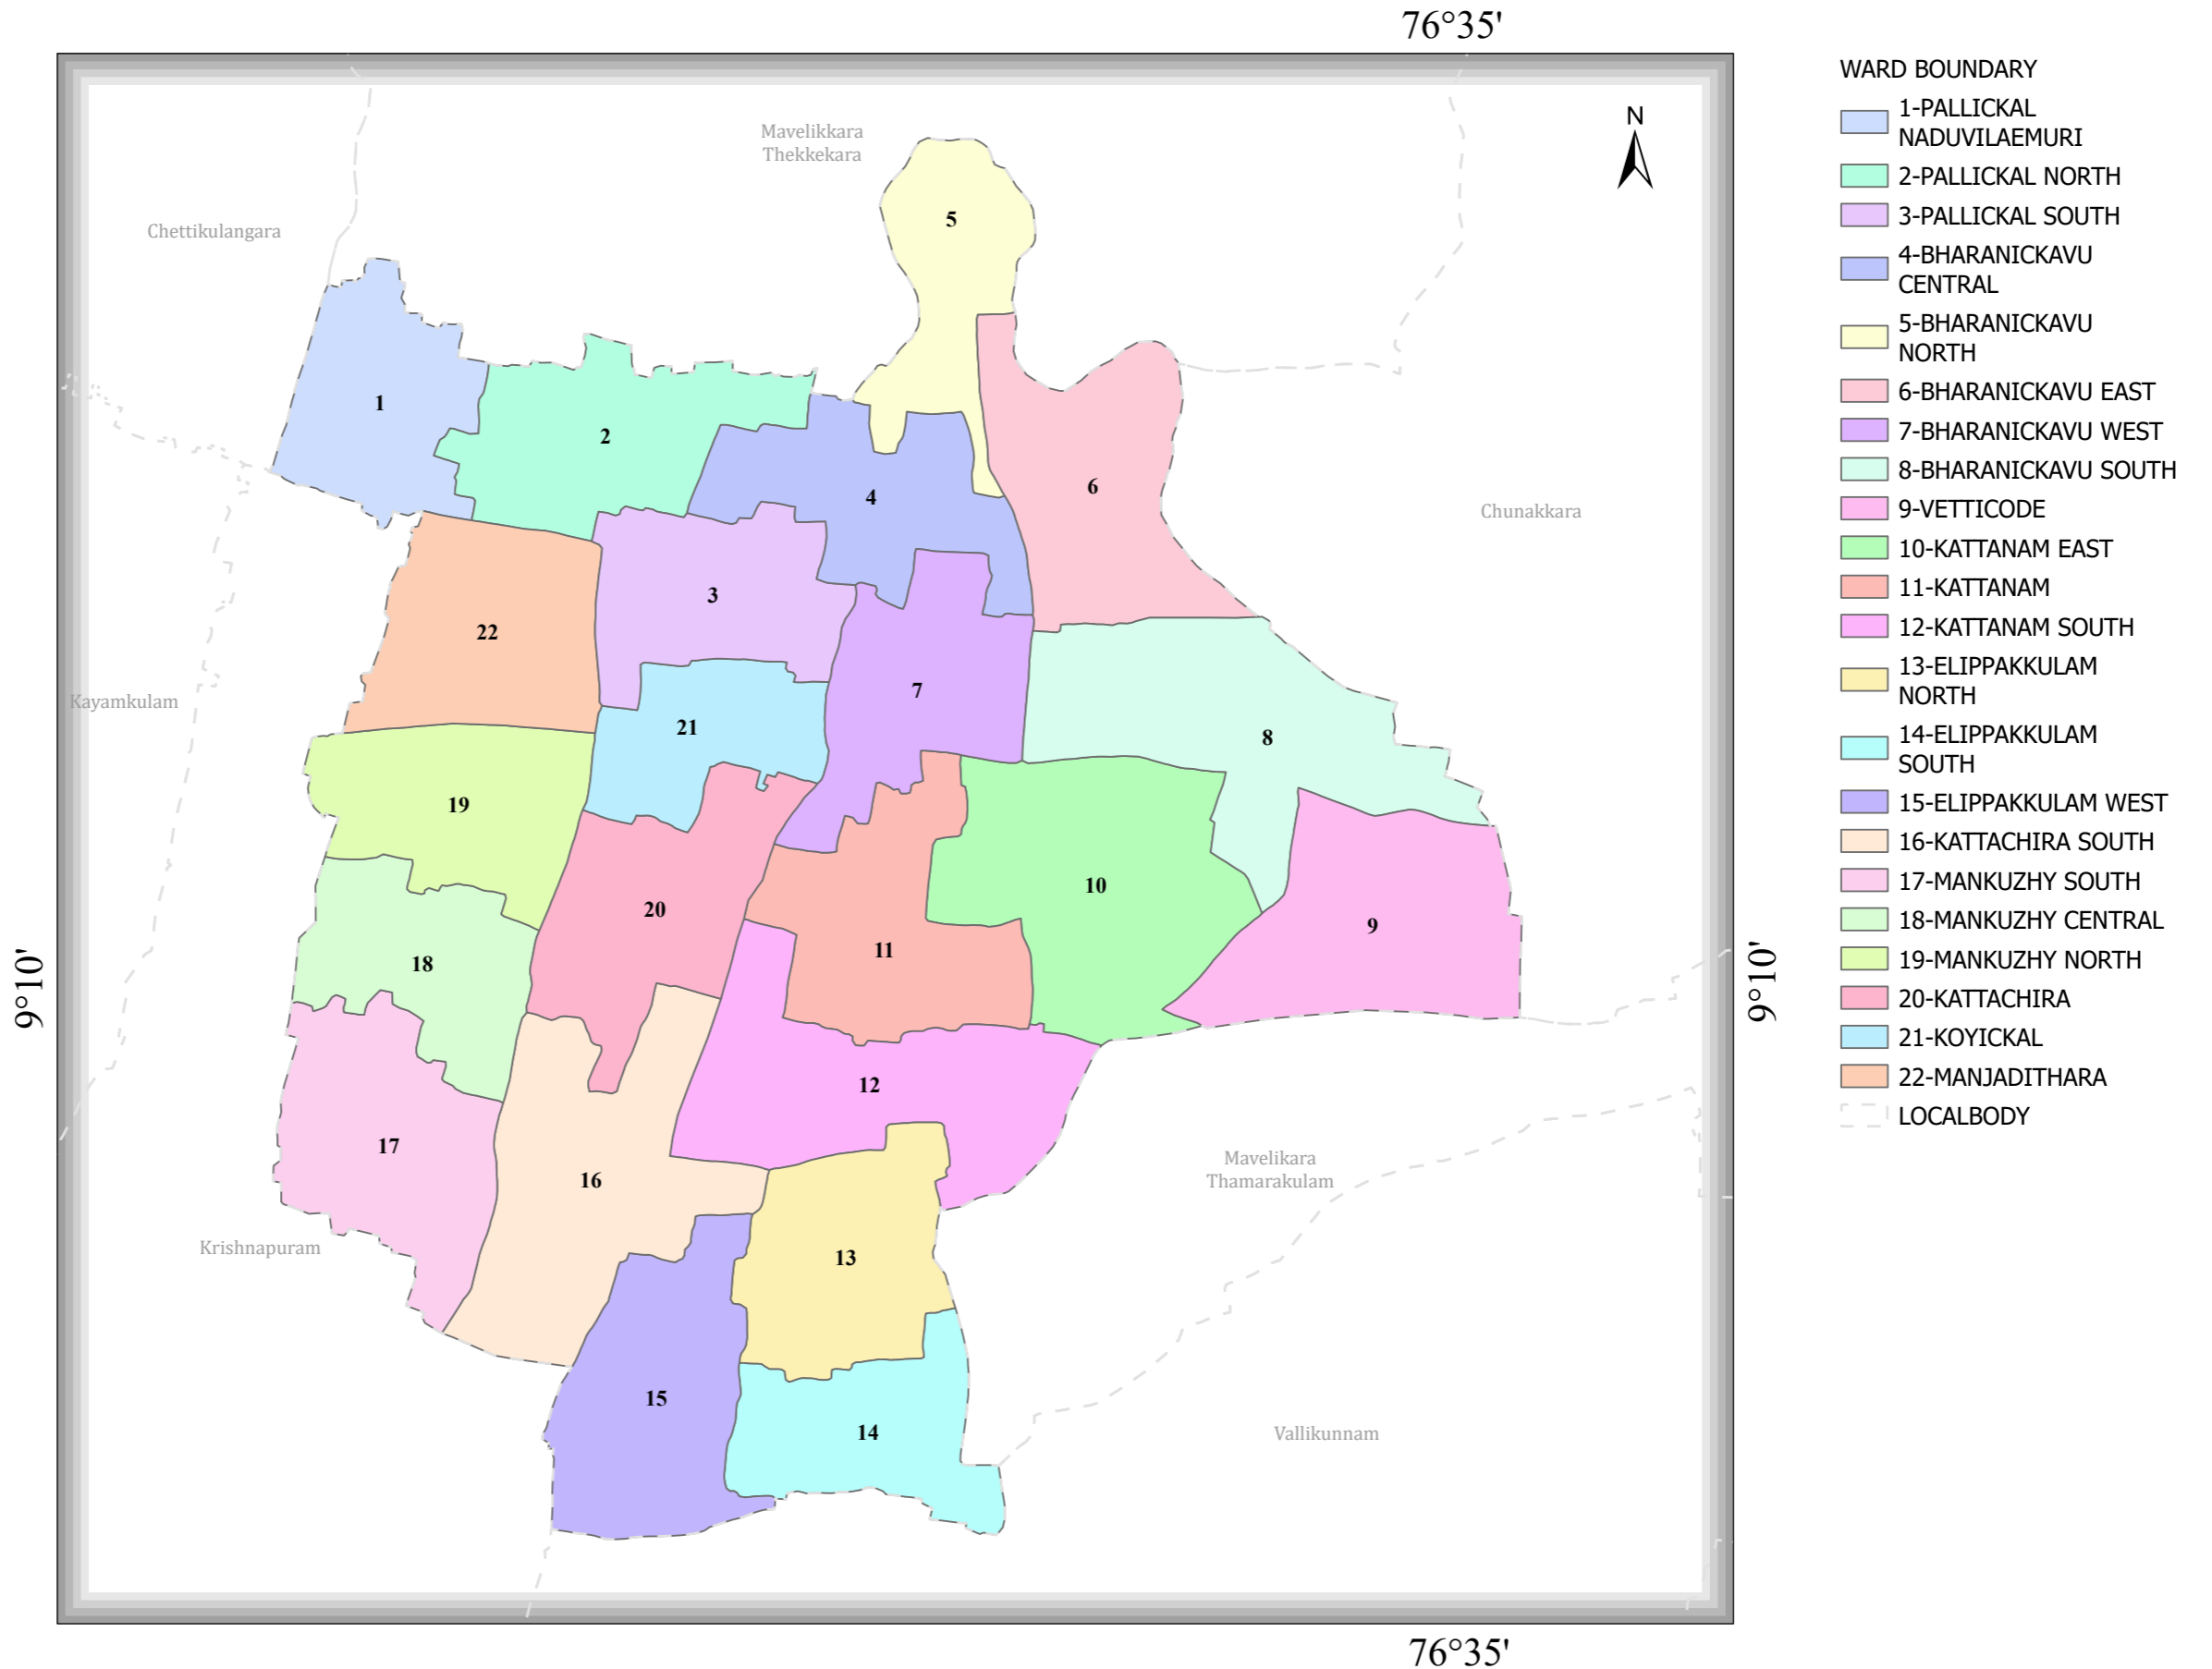 76°35'
WARD BOUNDARY
1-PALLICKAL
NADUVILAEMURI
2-PALLICKAL NORTH
3-PALLICKAL SOUTH
4-BHARANICKAVU
CENTRAL
5-BHARANICKAVU
NORTH
6-BHARANICKAVU EAST
7-BHARANICKAVU WEST
8-BHARANICKAVU SOUTH
9-VETTICODE
10-KATTANAM EAST
11-KATTANAM
12-KATTANAM SOUTH
13-ELIPPAKKULAM
NORTH
14-ELIPPAKKULAM
SOUTH
15-ELIPPAKKULAM WEST
16-KATTACHIRA SOUTH
17-MANKUZHY SOUTH
18-MANKUZHY CENTRAL
19-MANKUZHY NORTH
20-KATTACHIRA
21-KOYICKAL
22-MANJADITHARA
LOCALBODY
N
Mavelikkara
Thekkekara
Chettikulangara
5
1
2
4
6
Chunakkara
3
22
7
Kayamkulam
21
8
19
10
20
9
11
18
9°10'
9°10'
12
17
16
Mavelikara
Thamarakulam
Krishnapuram
13
15
14
Vallikunnam
76°35'